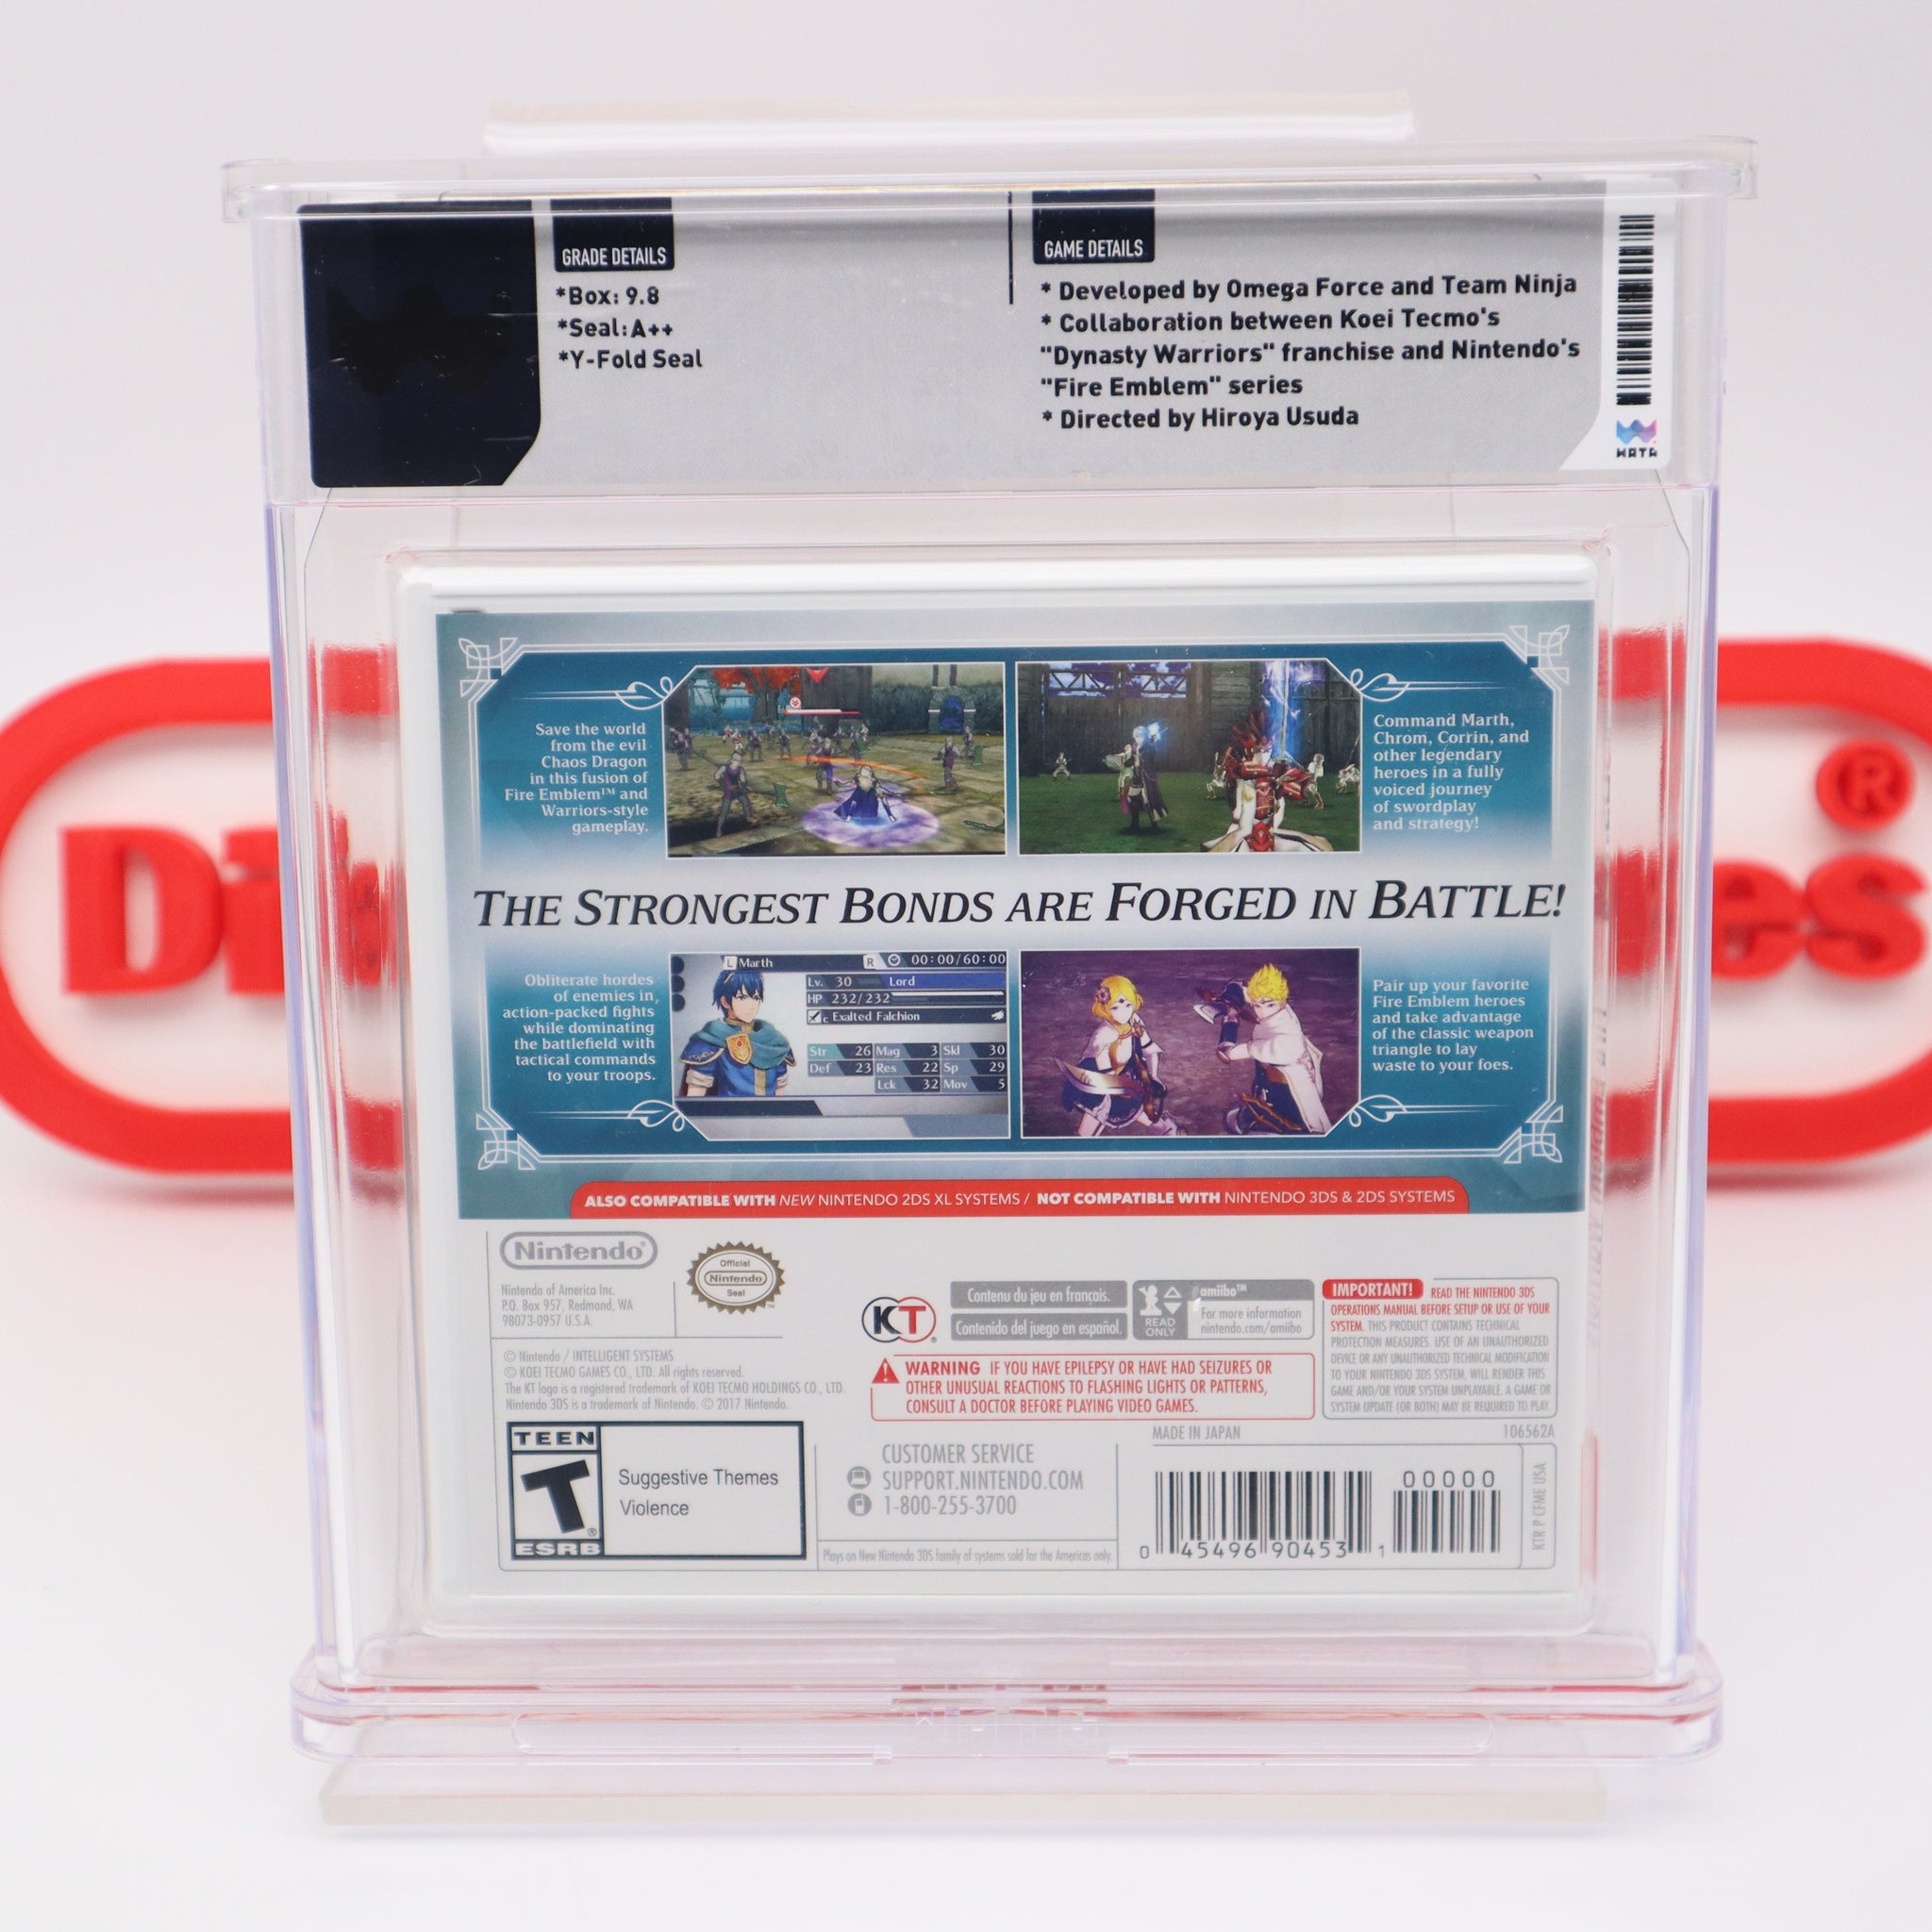 GRADE DETAILS
*Box: 9.8
*Seal: A++
*Y-Fold Seal
GAME DETAILS
* Developed by Omega Force and Team Ninja
* Collaboration between Koei Tecmo's
"Dynasty Warriors" franchise and Nintendo's
"Fire Emblem" series
* Directed by Hiroya Usuda
WATA
Save the world
from the evil
Chaos Dragon
in this fusion of
Fire Emblem™ and
Warriors-style
gameplay.
Command Marth,
Chrom, Corrin, and
other legendary
heroes in a fully
voiced journey
of swordplay
and strategy!
THE STRONGEST BONDS ARE FORGED IN BATTLE!
Obliterate hordes
of enemies in
action-packed fights
while dominating
the battlefield with
tactical commands
to your troops.
L Marth R 00:00/60:00
Lv. 30 Lord
HP 232/232
E Exalted Falchion
Str 26 Mag 3 Skl 30
Def 23 Res 22 Sp 29
Lck 32 Mov 5
Pair up your favorite
Fire Emblem heroes
and take advantage
of the classic weapon
triangle to lay
waste to your foes.
ALSO COMPATIBLE WITH NEW NINTENDO 2DS XL SYSTEMS / NOT COMPATIBLE WITH NINTENDO 3DS & 2DS SYSTEMS
Nintendo®
Nintendo of America Inc.
P.O. Box 957, Redmond, WA
98073-0957 U.S.A.
Official
Nintendo
Seal
KT®
Contenu du jeu en français.
Contenido del juego en español.
READ
ONLY
amiibo™
For more information
nintendo.com/amiibo
IMPORTANT! READ THE NINTENDO 3DS
OPERATIONS MANUAL BEFORE SETUP OR USE OF YOUR
SYSTEM. THIS PRODUCT CONTAINS TECHNICAL
PROTECTION MEASURES. USE OF AN UNAUTHORIZED
DEVICE OR ANY UNAUTHORIZED TECHNICAL MODIFICATION
TO YOUR NINTENDO 3DS SYSTEM, WILL RENDER THIS
GAME AND/OR YOUR SYSTEM UNPLAYABLE. A GAME OR
SYSTEM UPDATE (OR BOTH) MAY BE REQUIRED TO PLAY.
© Nintendo / INTELLIGENT SYSTEMS
© KOEI TECMO GAMES CO., LTD. All rights reserved.
The KT logo is a registered trademark of KOEI TECMO HOLDINGS CO., LTD.
Nintendo 3DS is a trademark of Nintendo. © 2017 Nintendo.
WARNING IF YOU HAVE EPILEPSY OR HAVE HAD SEIZURES OR
OTHER UNUSUAL REACTIONS TO FLASHING LIGHTS OR PATTERNS,
CONSULT A DOCTOR BEFORE PLAYING VIDEO GAMES.
MADE IN JAPAN
106562A
TEEN
T®
ESRB
Suggestive Themes
Violence
CUSTOMER SERVICE
SUPPORT.NINTENDO.COM
1-800-255-3700
Plays on New Nintendo 3DS family of systems sold for the Americas only.
00000
0 45496 90453 1
KTR P CFME USA